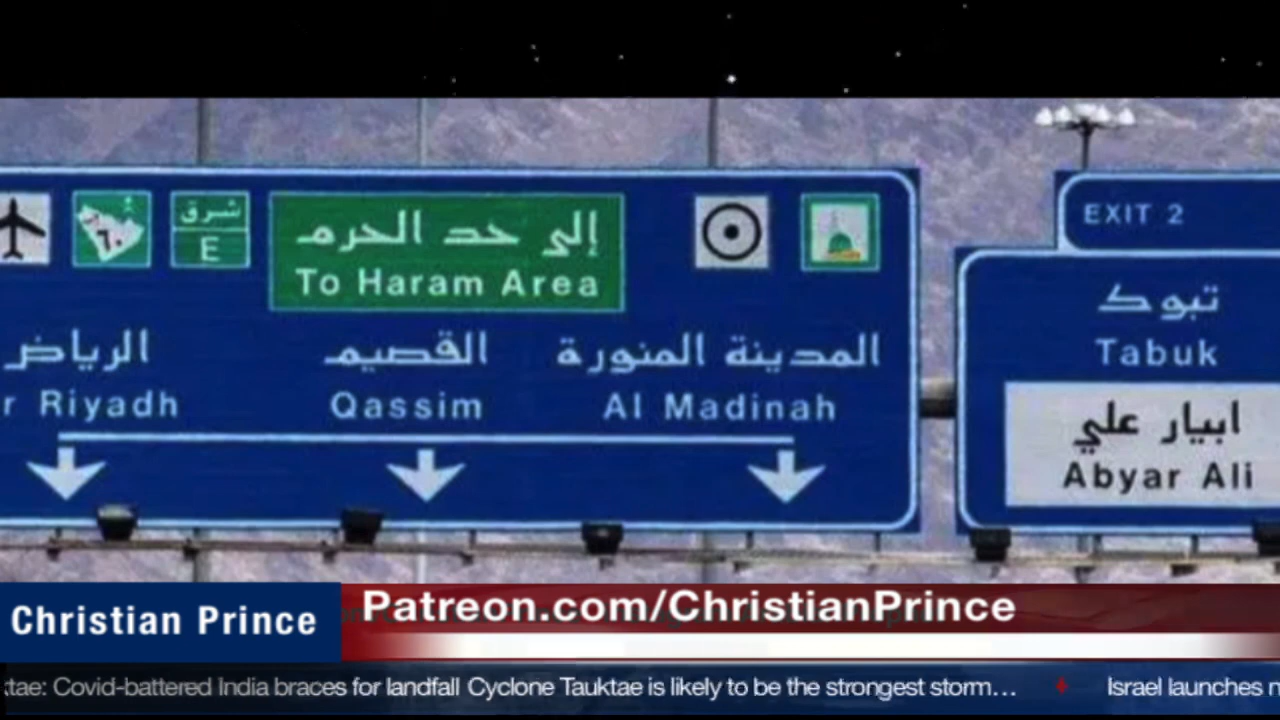 شرق
E
٦٠
إلى حد الحرم
To Haram Area
الرياض
r Riyadh
القصيم
Qassim
المدينة المنورة
Al Madinah
EXIT 2
تبوك
Tabuk
ابيار علي
Abyar Ali
Christian Prince
Patreon.com/ChristianPrince
ktae: Covid-battered India braces for landfall Cyclone Tauktae is likely to be the strongest storm… Israel launches